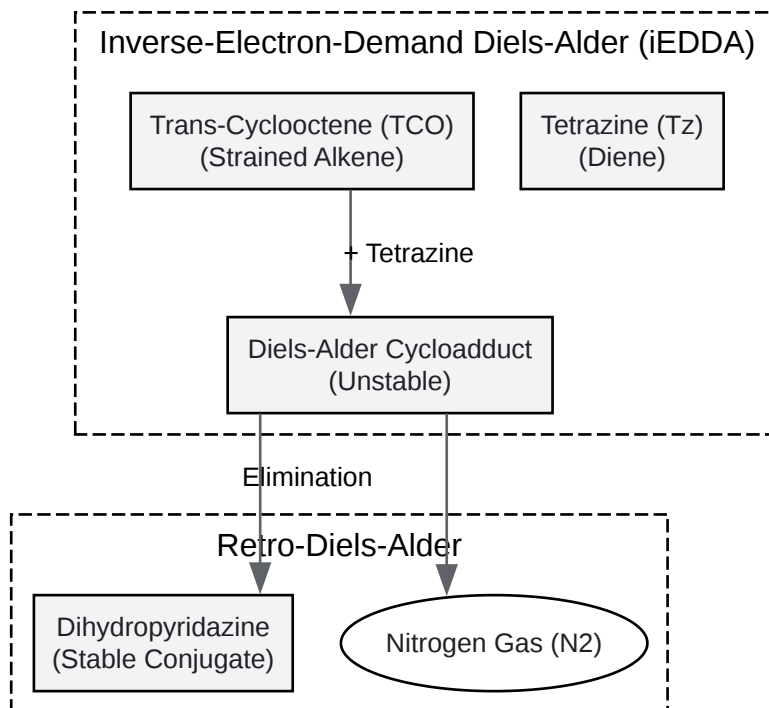 Inverse-Electron-Demand Diels-Alder (iEDDA)
Trans-Cyclooctene (TCO)
(Strained Alkene)
Tetrazine (Tz)
(Diene)
+ Tetrazine
Diels-Alder Cycloadduct
(Unstable)
Elimination
Retro-Diels-Alder
Dihydropyridazine
(Stable Conjugate)
Nitrogen Gas (N2)